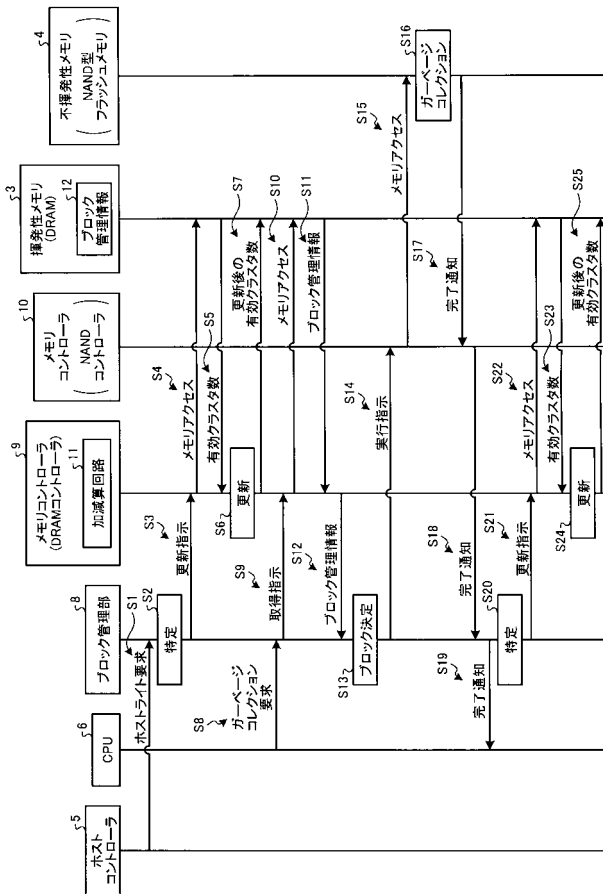 5
ホスト
コントローラ
6
CPU
8
ブロック管理部
9
メモリコントローラ
(DRAMコントローラ)
11
加減算回路
10
メモリ
コントローラ
(NAND
コントローラ)
3
揮発性メモリ
(DRAM)
12
ブロック
管理情報
4
不揮発性メモリ
(NAND型
フラッシュメモリ)
S1
ホストライト要求
S2
特定
S3
更新指示
S4
メモリアクセス
S5
有効クラスタ数
S6
更新
S7
更新後の
有効クラスタ数
S8
ガーベージ
コレクション
要求
S9
取得指示
S10
メモリアクセス
S11
ブロック管理情報
S12
ブロック管理情報
S13
ブロック決定
S14
実行指示
S15
メモリアクセス
S16
ガーベージ
コレクション
S17
完了通知
S18
完了通知
S19
完了通知
S20
特定
S21
更新指示
S22
メモリアクセス
S23
有効クラスタ数
S24
更新
S25
更新後の
有効クラスタ数